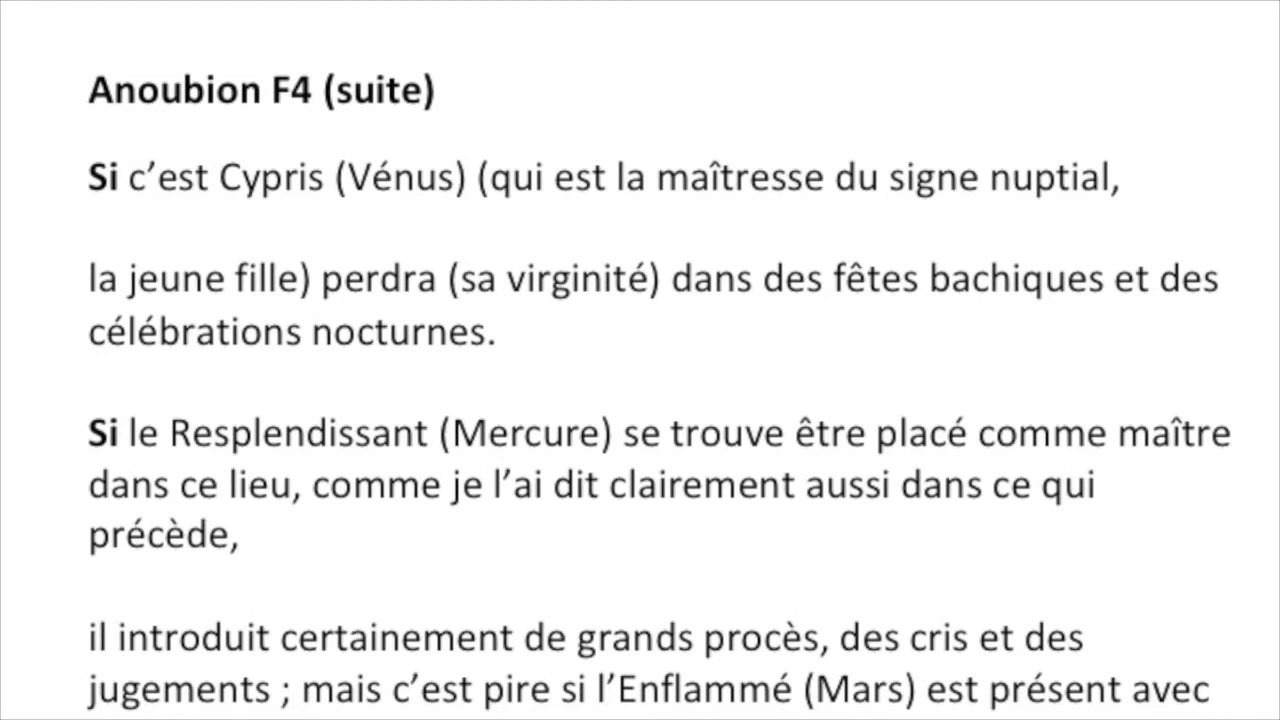 Anoubion F4 (suite)
Si c’est Cypris (Vénus) (qui est la maîtresse du signe nuptial,
la jeune fille) perdra (sa virginité) dans des fêtes bachiques et des
célébrations nocturnes.
Si le Resplendissant (Mercure) se trouve être placé comme maître
dans ce lieu, comme je l’ai dit clairement aussi dans ce qui
précède,
il introduit certainement de grands procès, des cris et des
jugements ; mais c’est pire si l’Enflammé (Mars) est présent avec